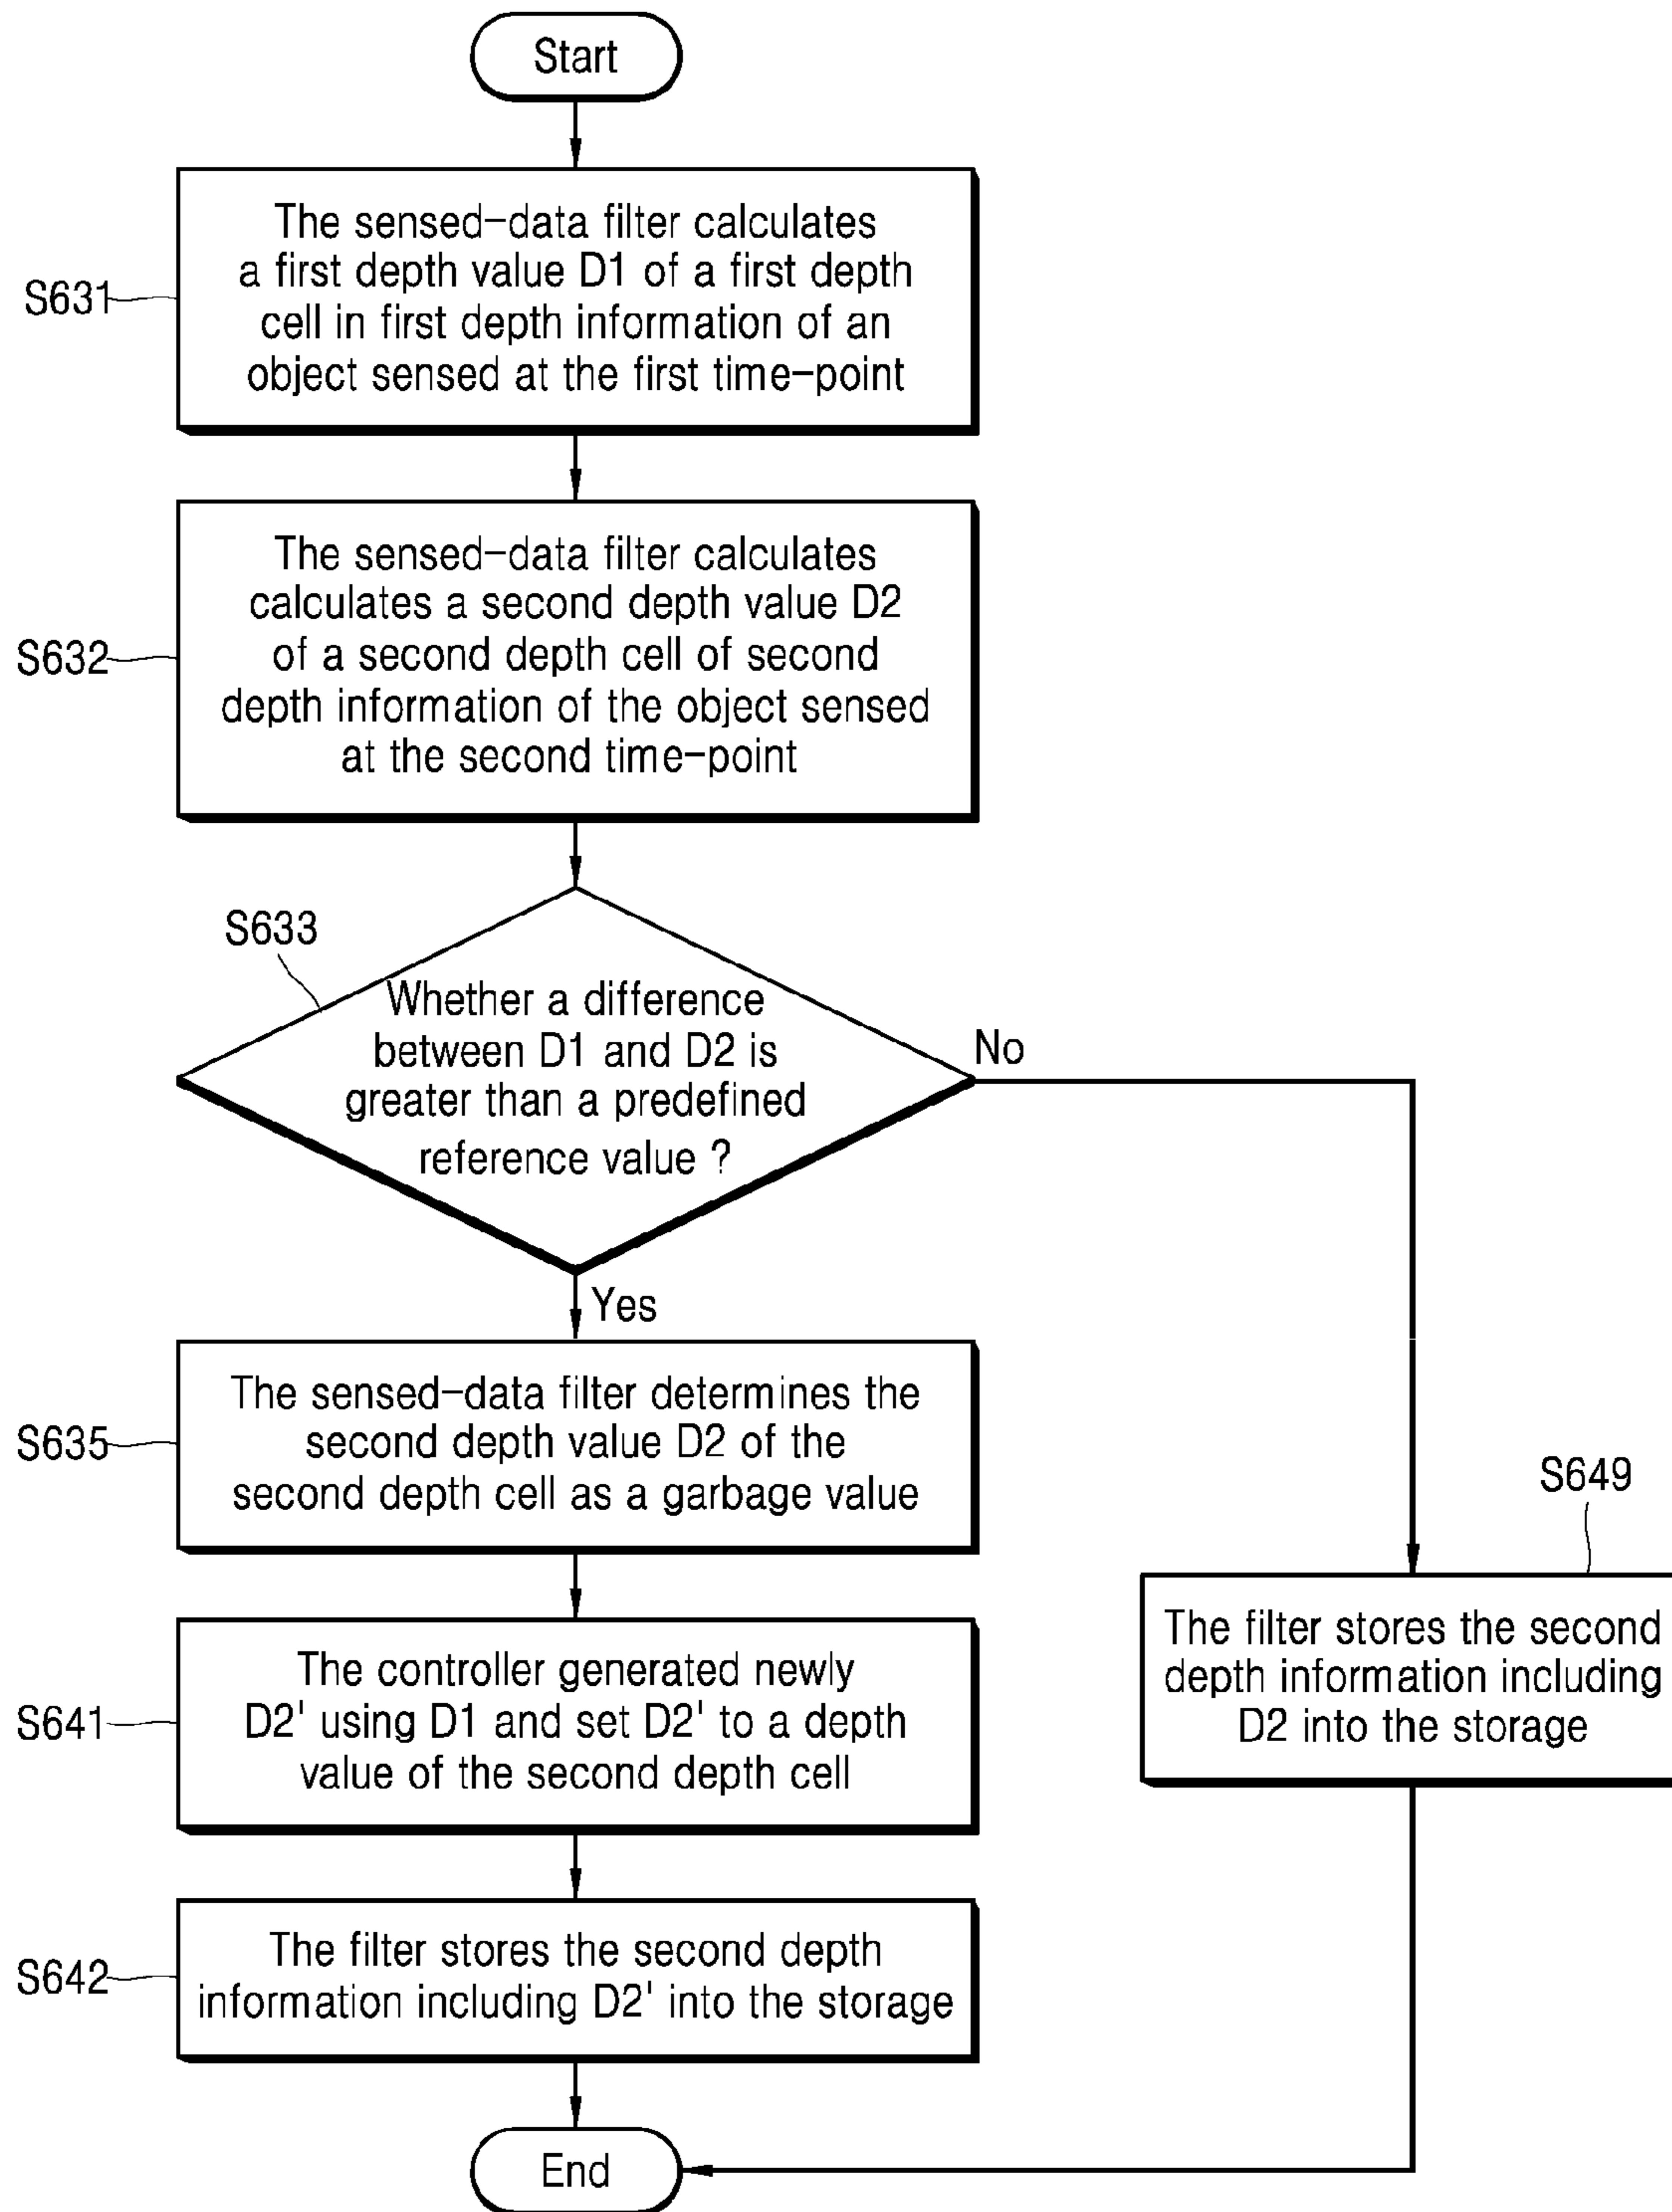 Start
S631
The sensed-data filter calculates
a first depth value D1 of a first depth
cell in first depth information of an
object sensed at the first time-point
S632
The sensed-data filter calculates
calculates a second depth value D2
of a second depth cell of second
depth information of the object sensed
at the second time-point
S633
Whether a difference
between D1 and D2 is
greater than a predefined
reference value ?
No
Yes
S635
The sensed-data filter determines the
second depth value D2 of the
second depth cell as a garbage value
S649
The filter stores the second
depth information including
D2 into the storage
S641
The controller generated newly
D2' using D1 and set D2' to a depth
value of the second depth cell
S642
The filter stores the second depth
information including D2' into the storage
End